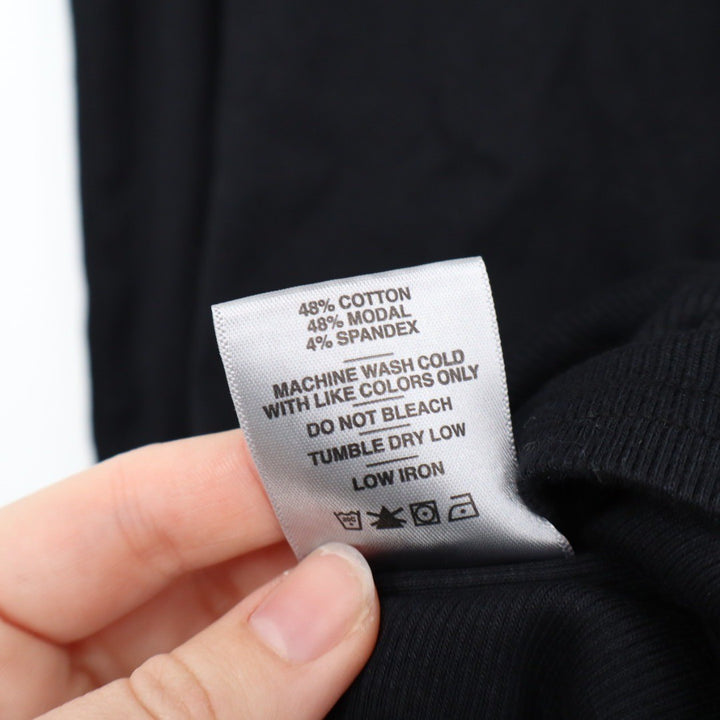 48% COTTON
48% MODAL
4% SPANDEX
MACHINE WASH COLD
WITH LIKE COLORS ONLY
DO NOT BLEACH
TUMBLE DRY LOW
LOW IRON